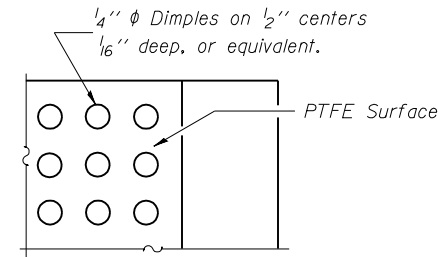 1/4" ϕ Dimples on 1/2" centers
1/16" deep, or equivalent.
PTFE Surface